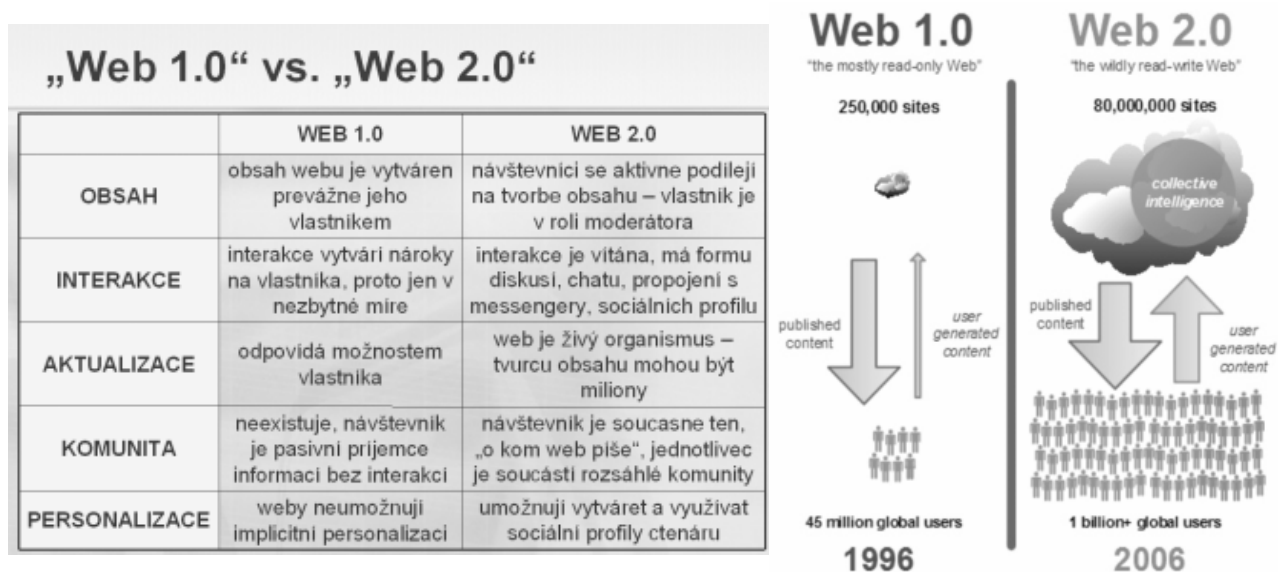 „Web 1.0“ vs. „Web 2.0“
WEB 1.0
WEB 2.0
OBSAH
obsah webu je vytváren
prevážne jeho
vlastníkem
návštevníci se aktivne podílejí
na tvorbe obsahu – vlastník je
v roli moderátora
INTERAKCE
interakce vytvárí nároky
na vlastníka, proto jen v
nezbytné míre
interakce je vítána, má formu
diskusí, chatu, propojení s
messengery, sociálních profilu
AKTUALIZACE
odpovídá možnostem
vlastníka
web je živý organismus –
tvurcu obsahu mohou být
miliony
KOMUNITA
neexistuje, návštevník
je pasivní príjemce
informací bez interakcí
návštevník je soucasne ten,
„o kom web píše“, jednotlivec
je soucástí rozsáhlé komunity
PERSONALIZACE
weby neumožnují
implicitní personalizaci
umožnují vytváret a využívat
sociální profily ctenáru
Web 1.0
"the mostly read-only Web"
250,000 sites
published
content
user
generated
content
45 million global users
1996
Web 2.0
"the wildly read-write Web"
80,000,000 sites
collective
intelligence
published
content
user
generated
content
1 billion+ global users
2006